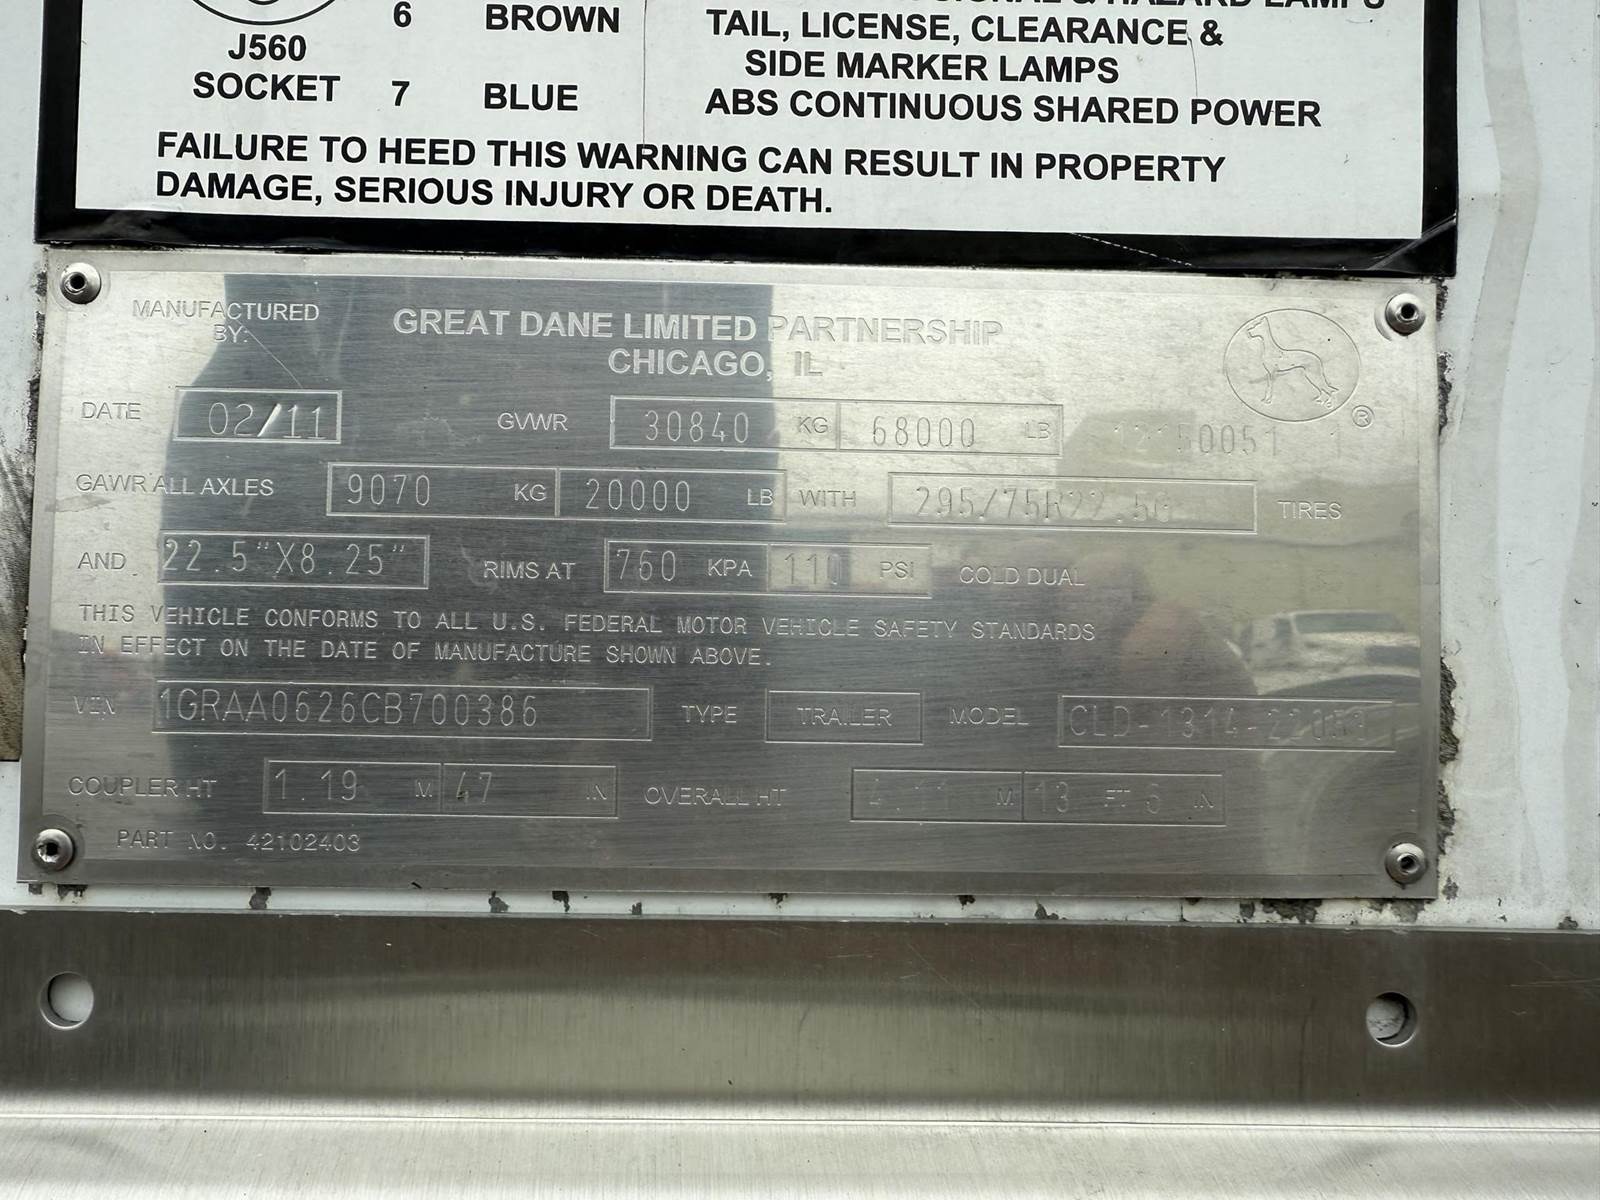 6 BROWN TAIL, LICENSE, CLEARANCE &
J560 SIDE MARKER LAMPS
SOCKET 7 BLUE ABS CONTINUOUS SHARED POWER
FAILURE TO HEED THIS WARNING CAN RESULT IN PROPERTY
DAMAGE, SERIOUS INJURY OR DEATH.
MANUFACTURED BY: GREAT DANE LIMITED PARTNERSHIP
CHICAGO, IL
DATE 02/11 GVWR 30840 KG 68000 LB
GAWR ALL AXLES 9070 KG 20000 LB WITH 295/75R22.5G TIRES
AND 22.5"X8.25" RIMS AT 760 KPA 110 PSI COLD DUAL
THIS VEHICLE CONFORMS TO ALL U.S. FEDERAL MOTOR VEHICLE SAFETY STANDARDS
IN EFFECT ON THE DATE OF MANUFACTURE SHOWN ABOVE.
VIN 1GRAA0626CB700386 TYPE TRAILER MODEL
COUPLER HT 1.19 M 47 IN OVERALL HT 4.11 M 13 FT 6 IN
PART NO. 42102403